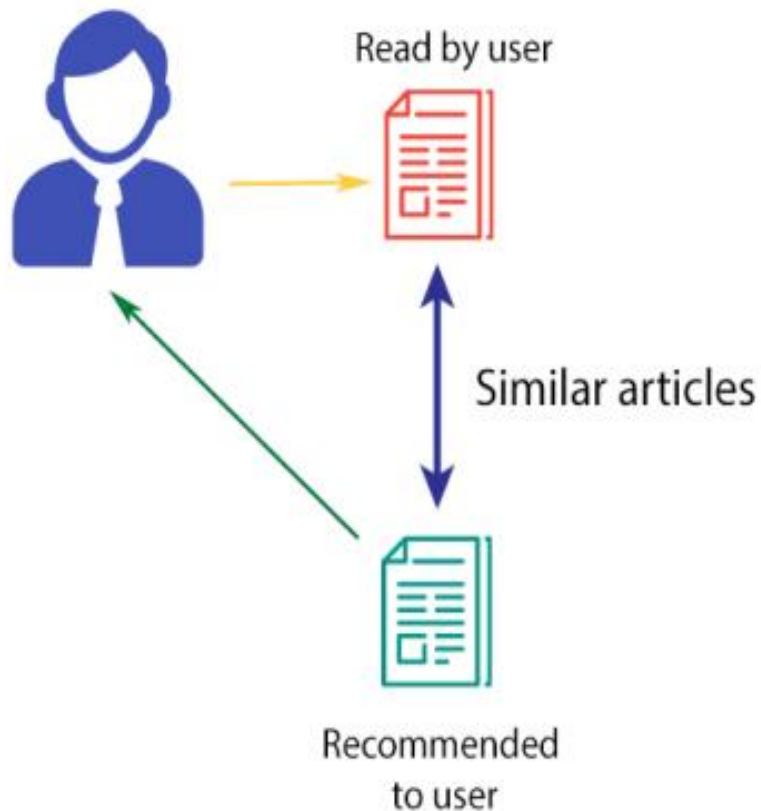 Read by user
Similar articles
Recommended
to user